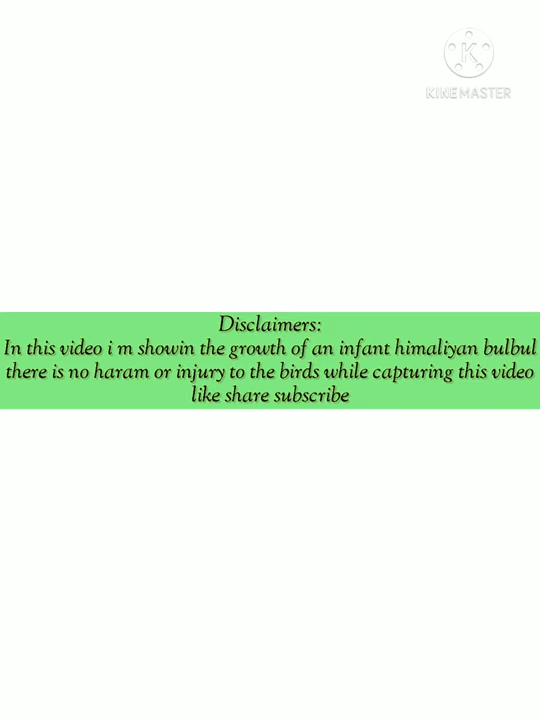 KINEMASTER
Disclaimers:
In this video i m showin the growth of an infant himaliyan bulbul
there is no haram or injury to the birds while capturing this video
like share subscribe